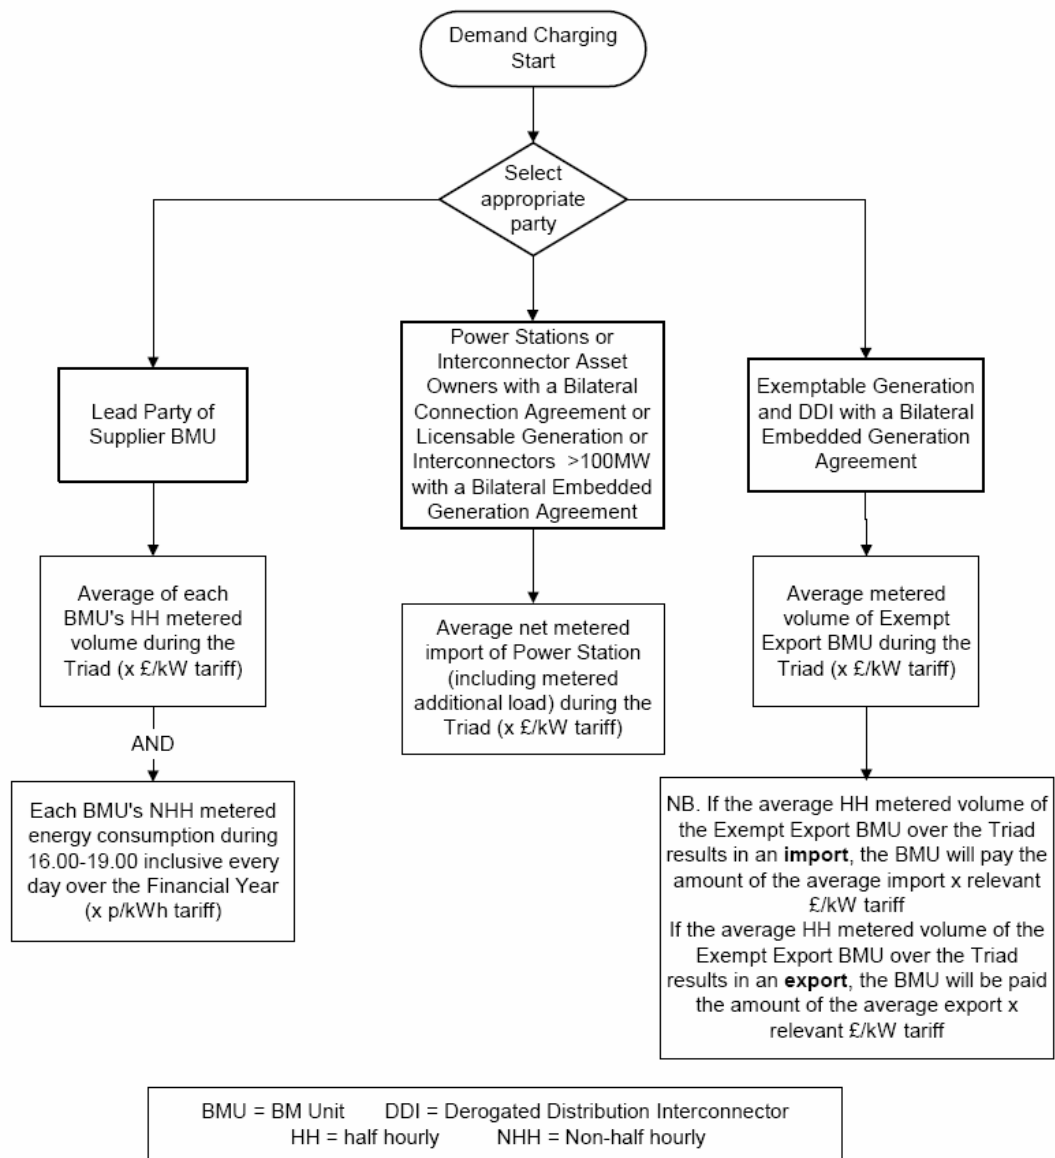 Demand Charging
Start
Select
appropriate
party
Lead Party of
Supplier BMU
Power Stations or
Interconnector Asset
Owners with a Bilateral
Connection Agreement or
Licensable Generation or
Interconnectors >100MW
with a Bilateral Embedded
Generation Agreement
Exemptable Generation
and DDI with a Bilateral
Embedded Generation
Agreement
Average of each
BMU's HH metered
volume during the
Triad (x £/kW tariff)
AND
Each BMU's NHH metered
energy consumption during
16.00-19.00 inclusive every
day over the Financial Year
(x p/kWh tariff)
Average net metered
import of Power Station
(including metered
additional load) during the
Triad (x £/kW tariff)
Average metered
volume of Exempt
Export BMU during the
Triad (x £/kW tariff)
NB. If the average HH metered volume of
the Exempt Export BMU over the Triad
results in an import, the BMU will pay the
amount of the average import x relevant
£/kW tariff
If the average HH metered volume of the
Exempt Export BMU over the Triad
results in an export, the BMU will be paid
the amount of the average export x
relevant £/kW tariff
BMU = BM Unit DDI = Derogated Distribution Interconnector
HH = half hourly NHH = Non-half hourly